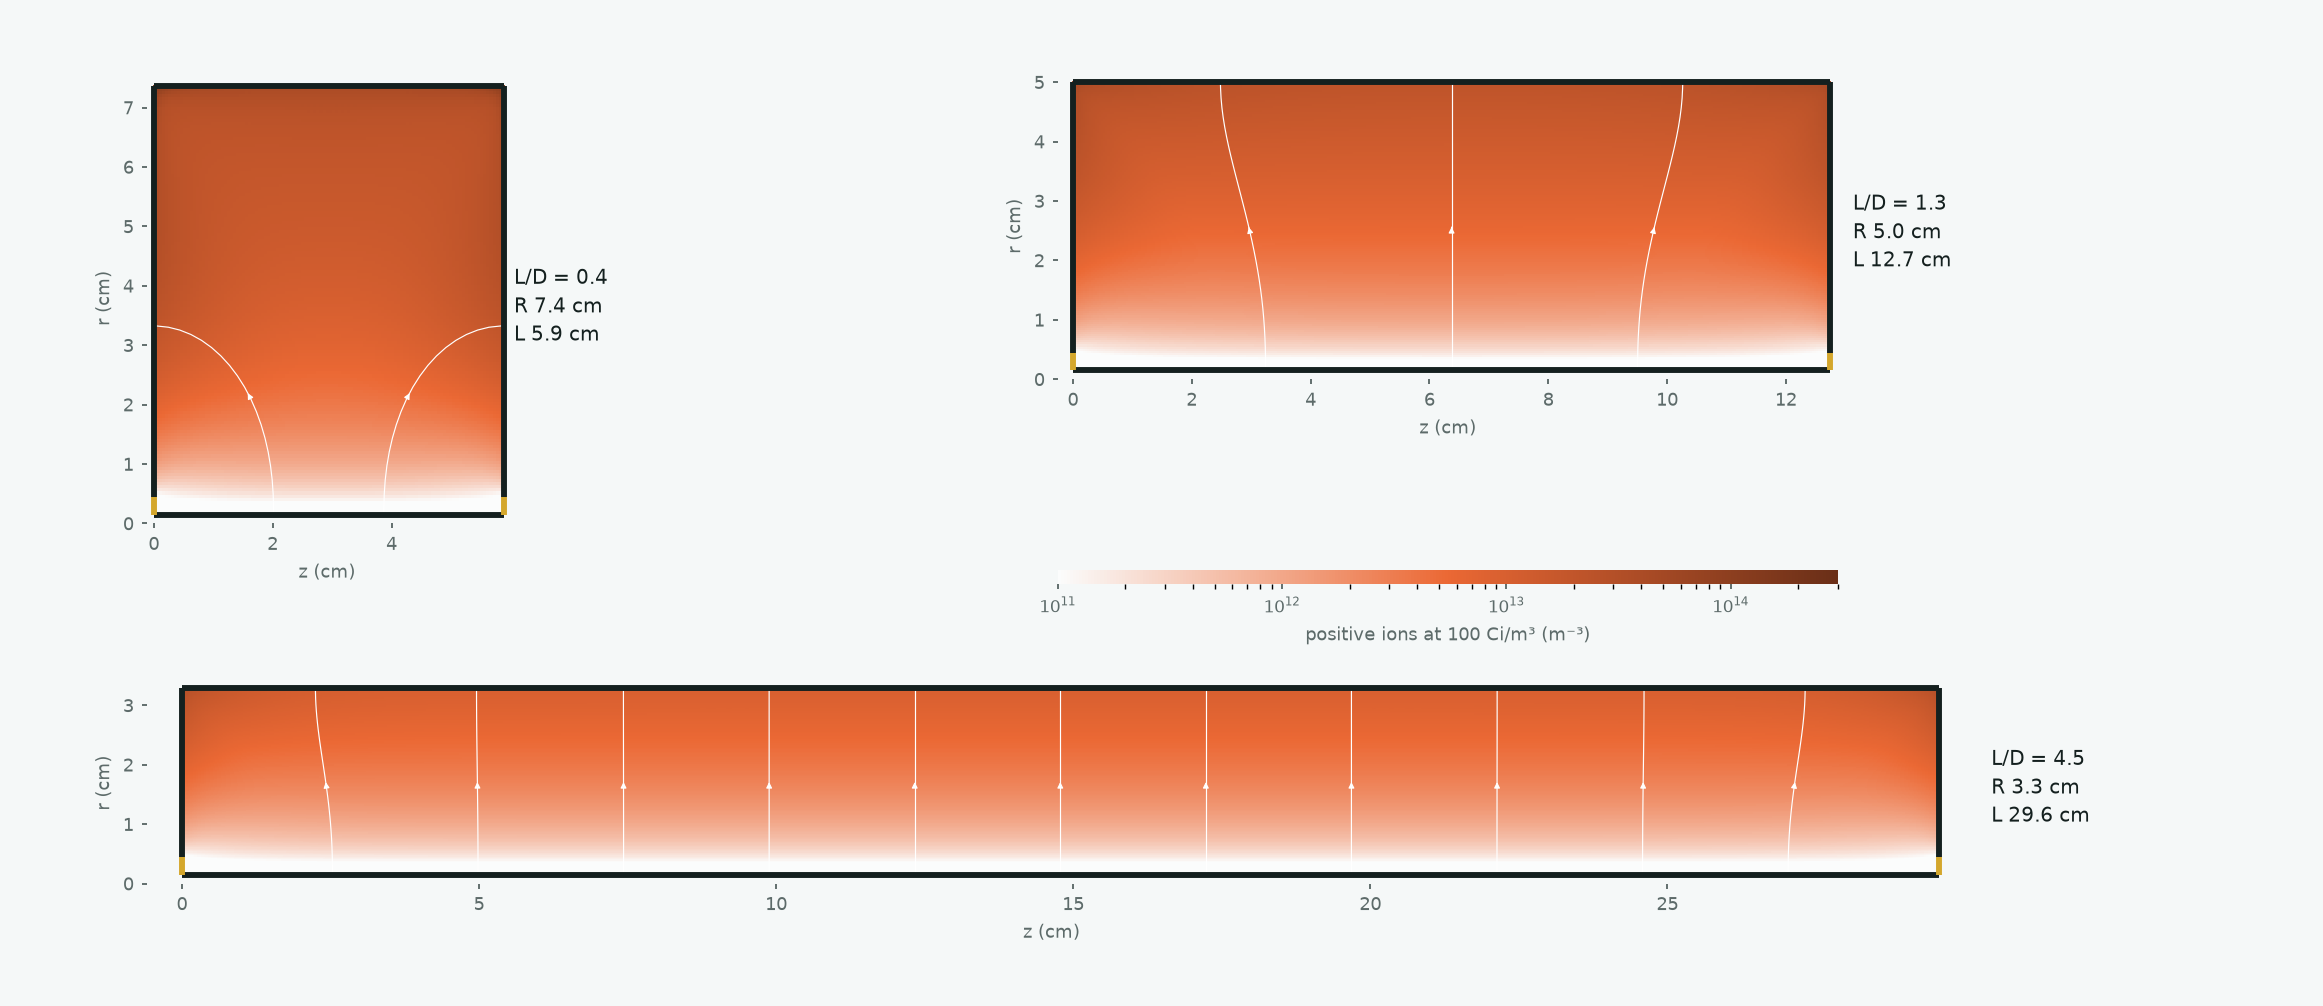 7
6
5
4
3
2
1
0
r (cm)
0 2 4
z (cm)
L/D = 0.4
R 7.4 cm
L 5.9 cm
5
4
3
2
1
0
r (cm)
0 2 4 6 8 10 12
z (cm)
L/D = 1.3
R 5.0 cm
L 12.7 cm
10¹¹ 10¹² 10¹³ 10¹⁴
positive ions at 100 Ci/m³ (m⁻³)
3
2
1
0
r (cm)
0 5 10 15 20 25
z (cm)
L/D = 4.5
R 3.3 cm
L 29.6 cm